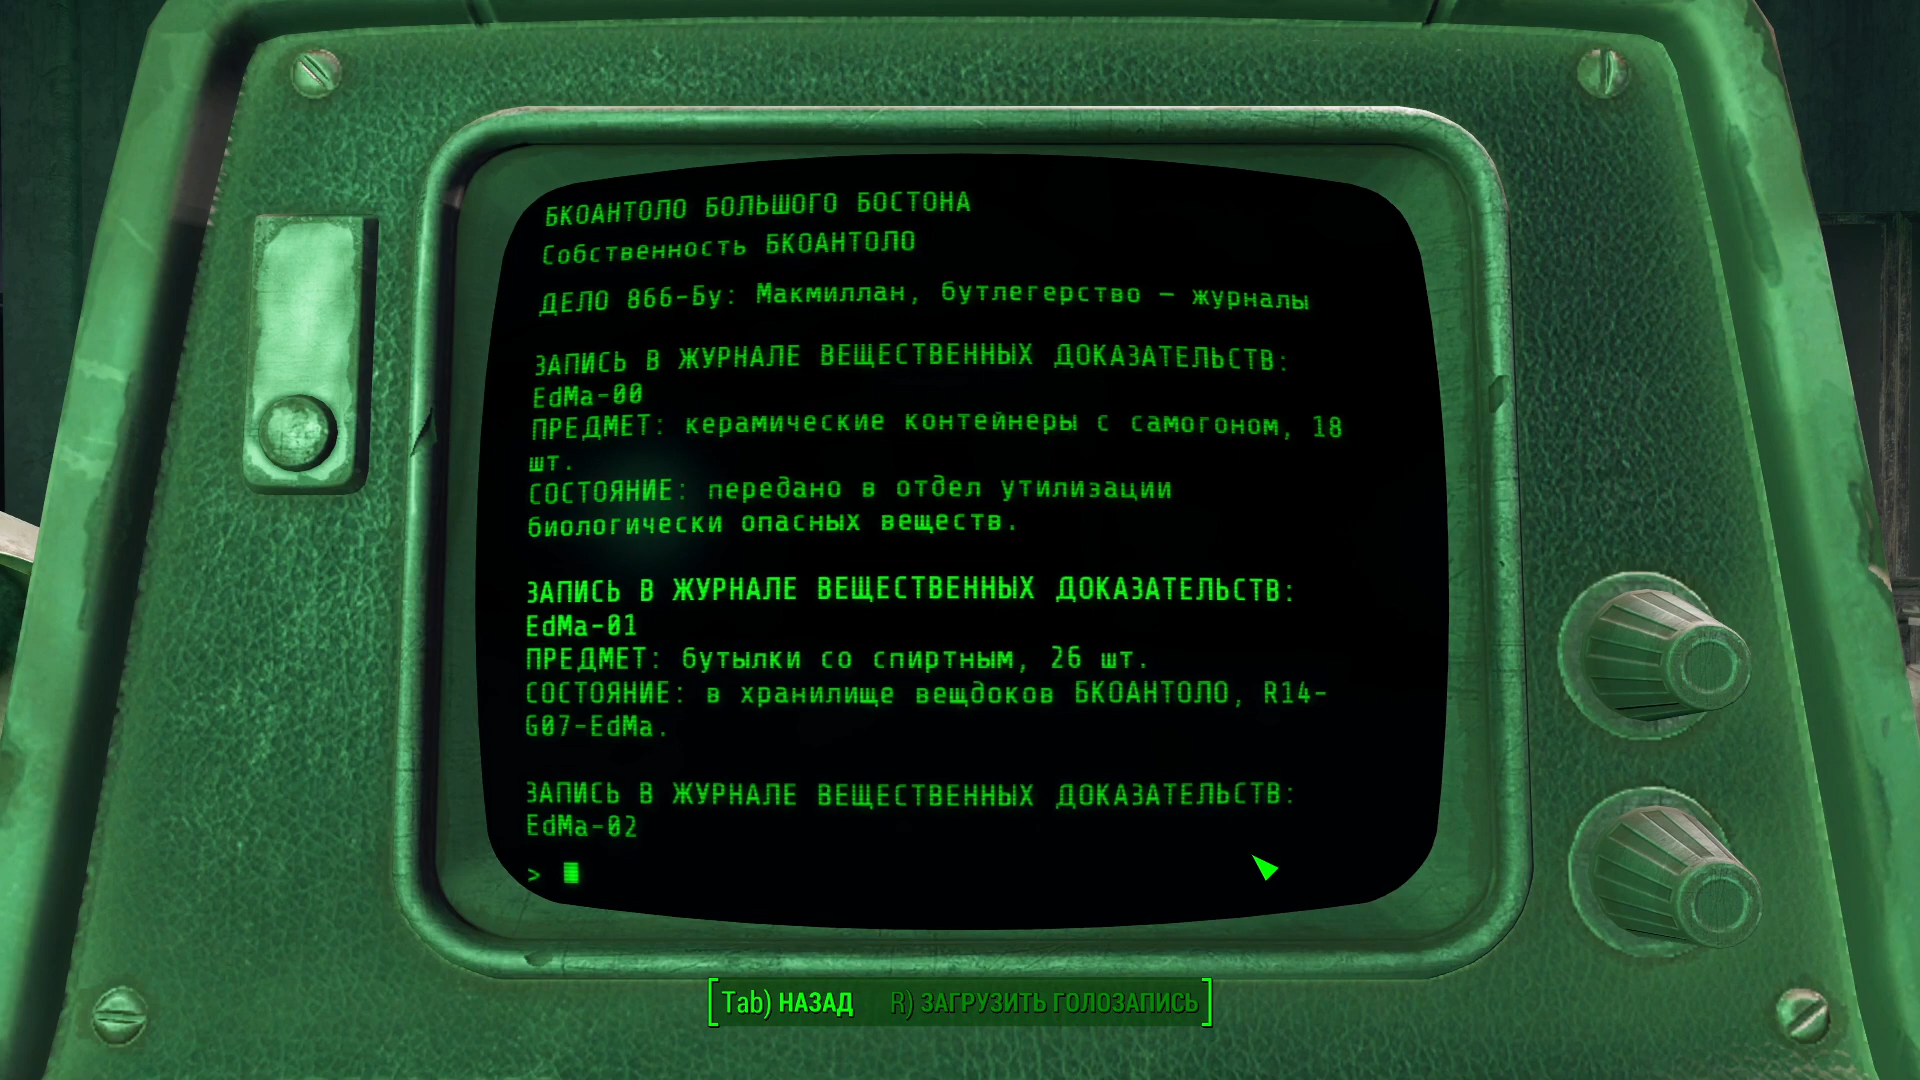 БКОАНТОЛО БОЛЬШОГО БОСТОНА
Собственность БКОАНТОЛО
ДЕЛО 866-Бу: Макмиллан, бутлегерство — журналы
ЗАПИСЬ В ЖУРНАЛЕ ВЕЩЕСТВЕННЫХ ДОКАЗАТЕЛЬСТВ:
EdMa-00
ПРЕДМЕТ: керамические контейнеры с самогоном, 18
шт.
СОСТОЯНИЕ: передано в отдел утилизации
биологически опасных веществ.
ЗАПИСЬ В ЖУРНАЛЕ ВЕЩЕСТВЕННЫХ ДОКАЗАТЕЛЬСТВ:
EdMa-01
ПРЕДМЕТ: бутылки со спиртным, 26 шт.
СОСТОЯНИЕ: в хранилище вещдоков БКОАНТОЛО, R14-
G07-EdMa.
ЗАПИСЬ В ЖУРНАЛЕ ВЕЩЕСТВЕННЫХ ДОКАЗАТЕЛЬСТВ:
EdMa-02
>
Tab) НАЗАД R) ЗАГРУЗИТЬ ГОЛОЗАПИСЬ